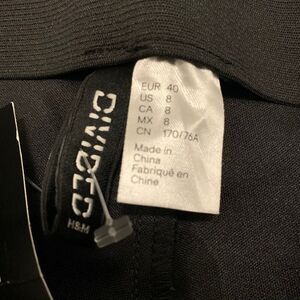 DIVIDED
H&M
EUR 40
US 8
CA 8
MX 8
CN 170/76A
Made in
China
Fabriqué en
Chine